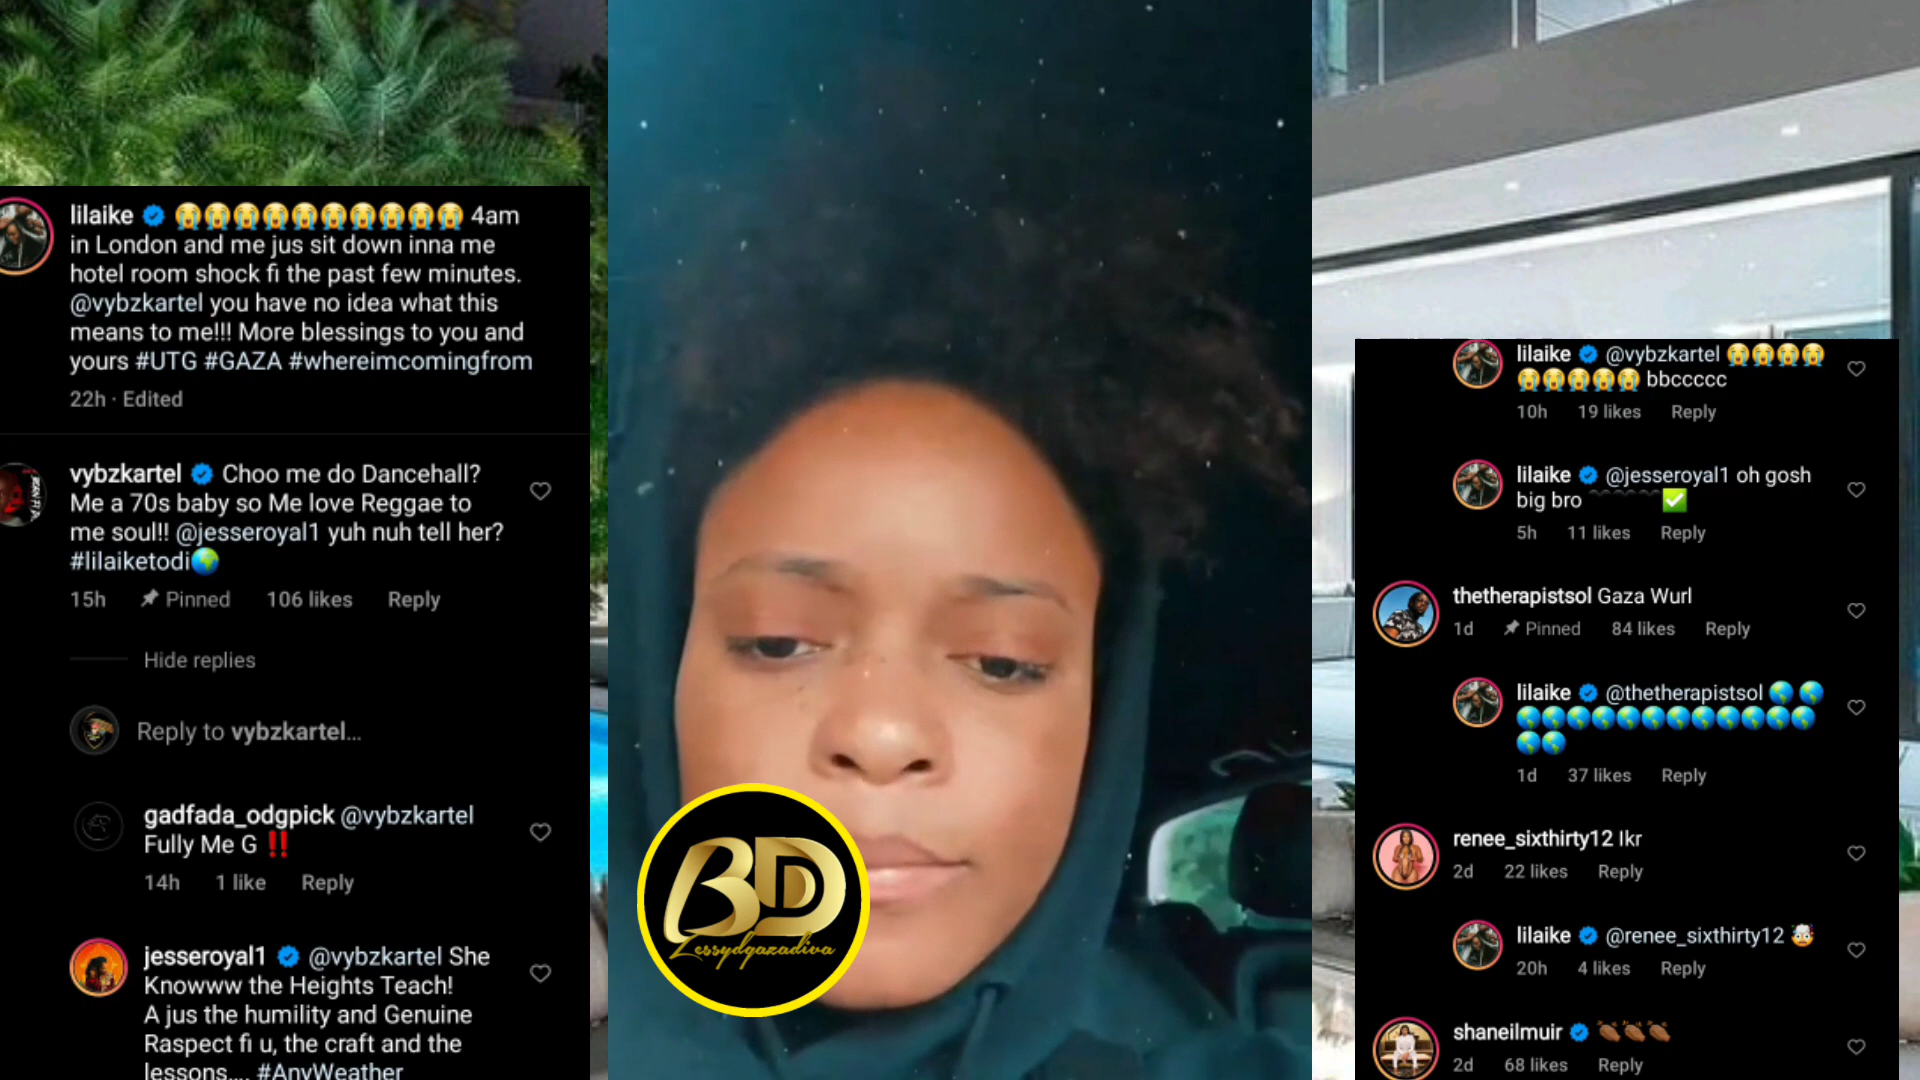 lilaike 😭😭😭😭😭😭😭😭😭😭 4am
in London and me jus sit down inna me
hotel room shock fi the past few minutes.
@vybzkartel you have no idea what this
means to me!!! More blessings to you and
yours #UTG #GAZA #whereimcomingfrom
22h · Edited
vybzkartel Choo me do Dancehall?
Me a 70s baby so Me love Reggae to
me soul!! @jesseroyal1 yuh nuh tell her?
#lilaiketodi🌍
15h Pinned 106 likes Reply
Hide replies
Reply to vybzkartel...
gadfada_odgpick @vybzkartel
Fully Me G ‼️
14h 1 like Reply
jesseroyal1 @vybzkartel She
Knowww the Heights Teach!
A jus the humility and Genuine
Raspect fi u, the craft and the
lessons.... #AnyWeather
BD
Lessydgazadiva
lilaike @vybzkartel 😭😭😭😭
😭😭😭😭😭 bbccccc
10h 19 likes Reply
lilaike @jesseroyal1 oh gosh
big bro 〰〰〰✅
5h 11 likes Reply
thetherapistsol Gaza Wurl
1d Pinned 84 likes Reply
lilaike @thetherapistsol 🌎🌎
🌎🌎🌎🌎🌎🌎🌎🌎🌎🌎🌎🌎
🌎🌎
1d 37 likes Reply
renee_sixthirty12 Ikr
2d 22 likes Reply
lilaike @renee_sixthirty12 🤯
20h 4 likes Reply
shaneilmuir 👏🏾👏🏾👏🏾
2d 68 likes Reply